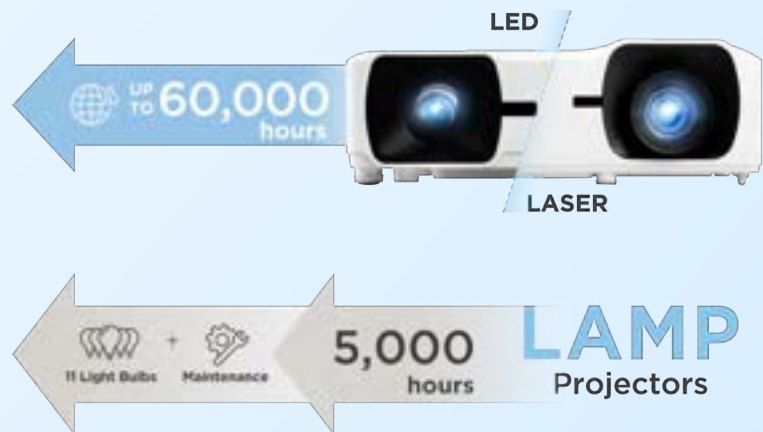 LED
UP TO 60,000
hours
LASER
11 Light Bulbs + Maintenance
5,000
hours
LAMP
Projectors